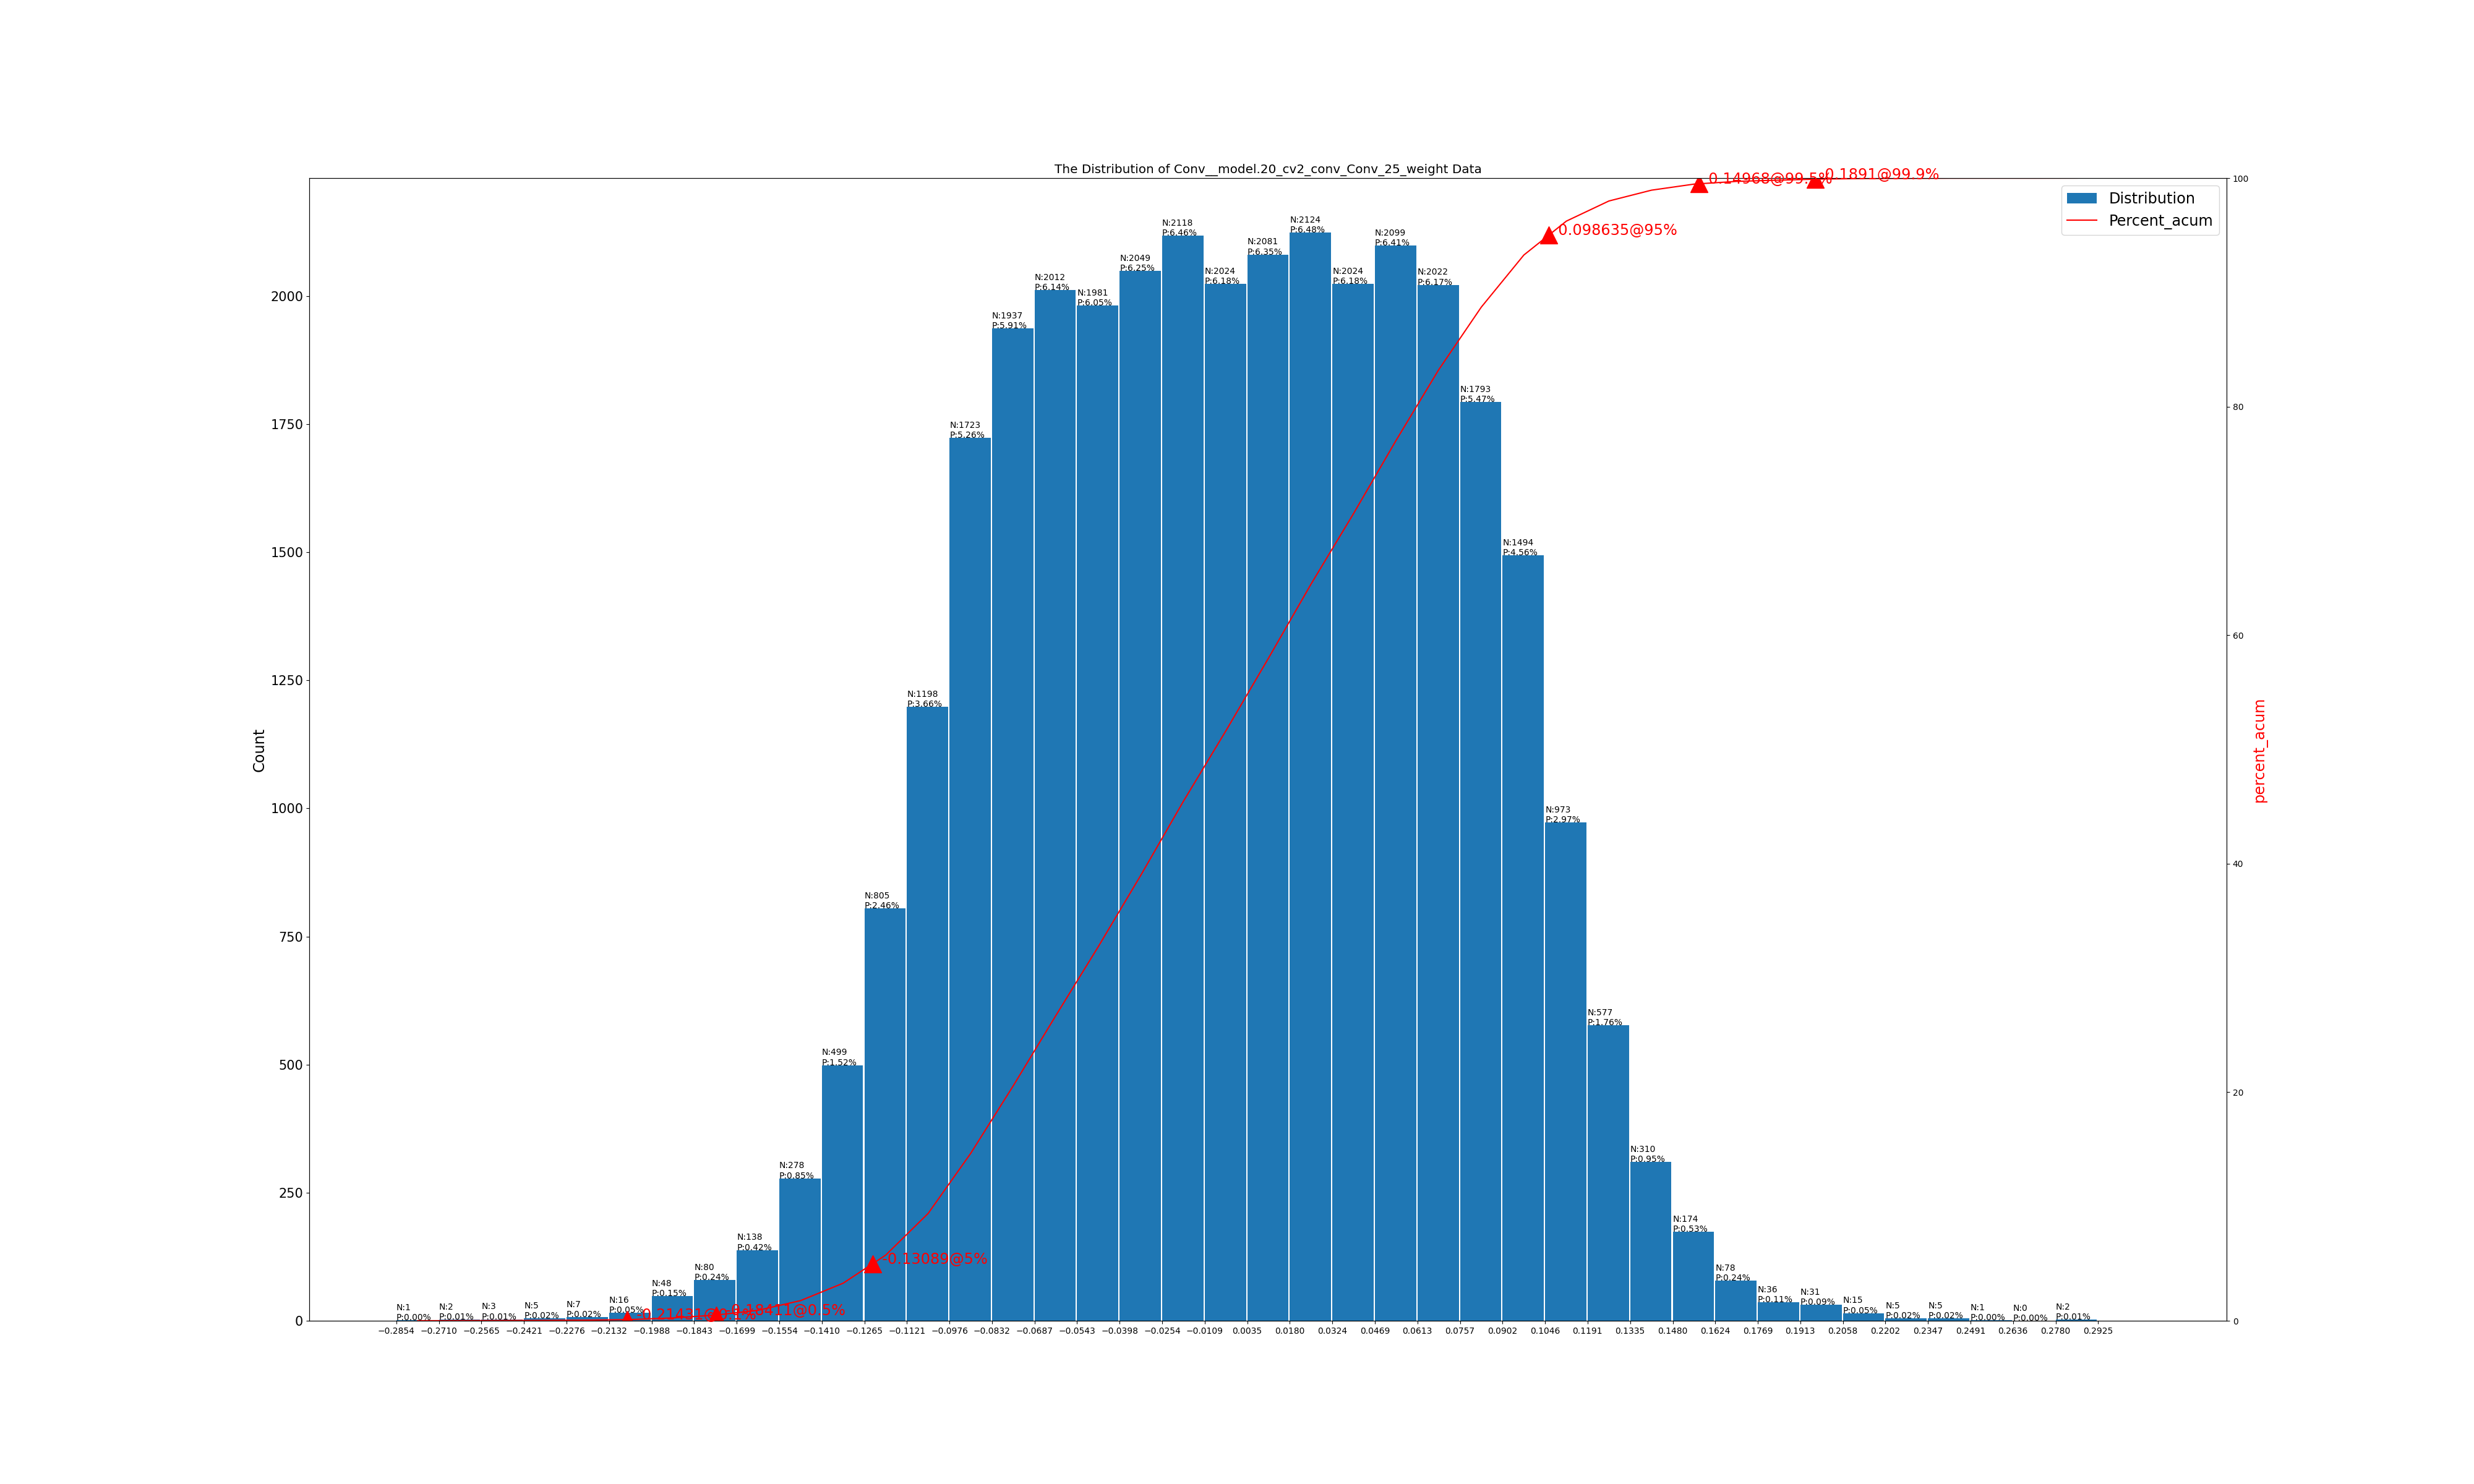 The Distribution of Conv__model.20_cv2_conv_Conv_25_weight Data
0.14968@99.5%
0.1891@99.9%
100
Distribution
Percent_acum
0.098635@95%
N:2118
P:6.46%
N:2124
P:6.48%
N:2099
P:6.41%
N:2081
P:6.35%
N:2049
P:6.25%
N:2024
P:6.18%
N:2024
P:6.18%
N:2022
P:6.17%
N:2012
P:6.14%
N:1981
P:6.05%
N:1937
P:5.91%
N:1793
P:5.47%
N:1723
P:5.26%
N:1494
P:4.56%
N:1198
P:3.66%
N:973
P:2.97%
N:805
P:2.46%
N:577
P:1.76%
N:499
P:1.52%
N:310
P:0.95%
N:278
P:0.85%
N:174
P:0.53%
N:138
P:0.42%
N:80
P:0.24%
N:78
P:0.24%
N:48
P:0.15%
N:36
P:0.11%
N:31
P:0.09%
N:16
P:0.05%
N:15
P:0.05%
N:1
P:0.00%
N:2
P:0.01%
N:3
P:0.01%
N:5
P:0.02%
N:7
P:0.02%
N:5
P:0.02%
N:5
P:0.02%
N:1
P:0.00%
N:0
P:0.00%
N:2
P:0.01%
-0.13089@5%
-0.18411@0.5%
2000
1750
1500
1250
1000
750
500
250
0
Count
80
60
40
20
0
percent_acum
−0.2854 −0.2710 −0.2565 −0.2421 −0.2276 −0.2132 −0.1988 −0.1843 −0.1699 −0.1554 −0.1410 −0.1265 −0.1121 −0.0976 −0.0832 −0.0687 −0.0543 −0.0398 −0.0254 −0.0109 0.0035 0.0180 0.0324 0.0469 0.0613 0.0757 0.0902 0.1046 0.1191 0.1335 0.1480 0.1624 0.1769 0.1913 0.2058 0.2202 0.2347 0.2491 0.2636 0.2780 0.2925